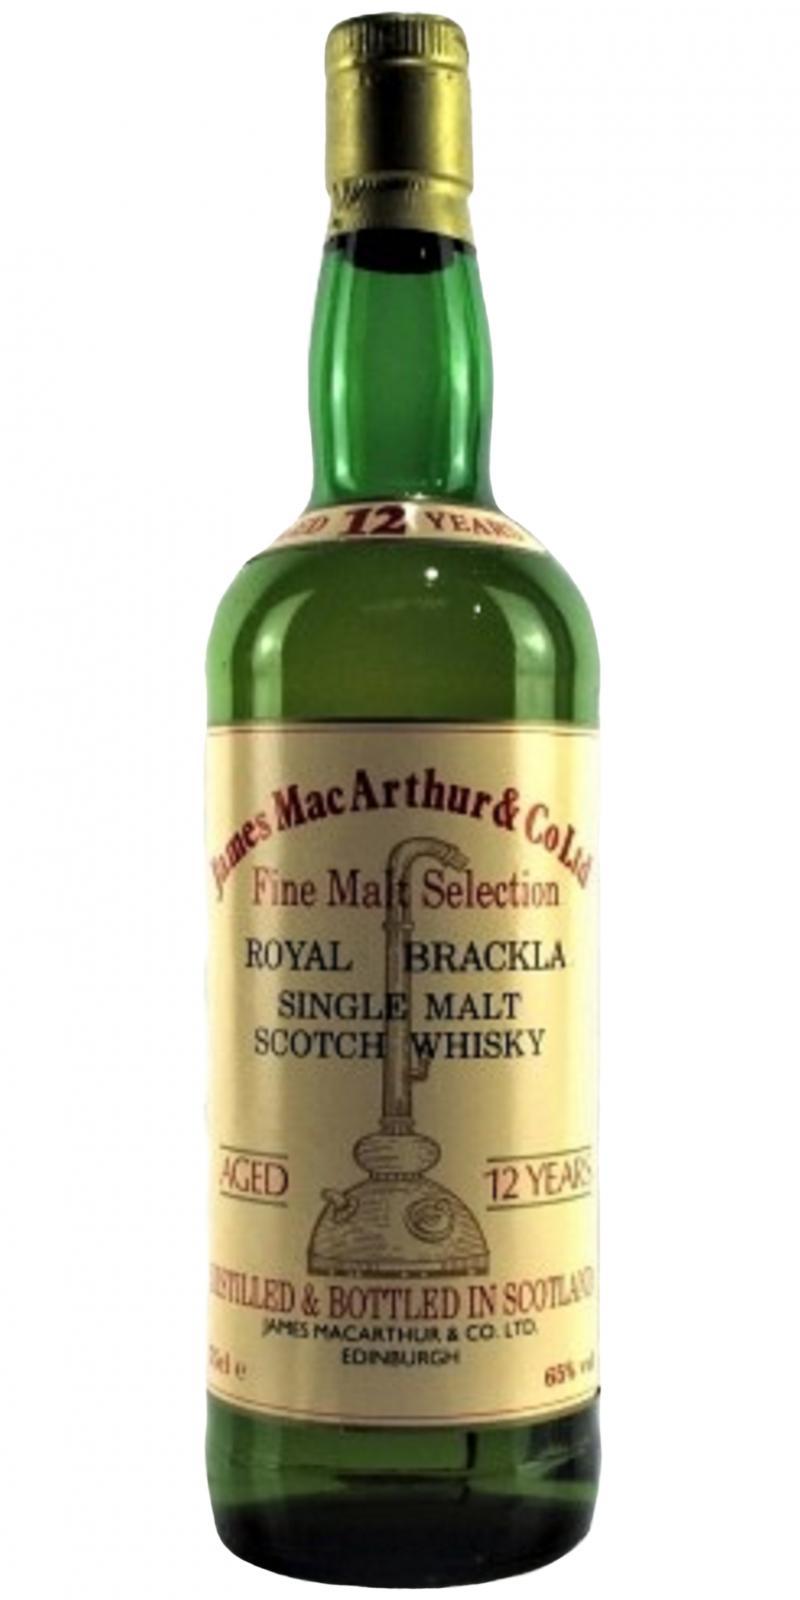 12 YEARS
James MacArthur & Co Ltd
Fine Malt Selection
ROYAL BRACKLA
SINGLE MALT
SCOTCH WHISKY
AGED 12 YEARS
DISTILLED & BOTTLED IN SCOTLAND
JAMES MACARTHUR & CO. LTD.
EDINBURGH
65% vol